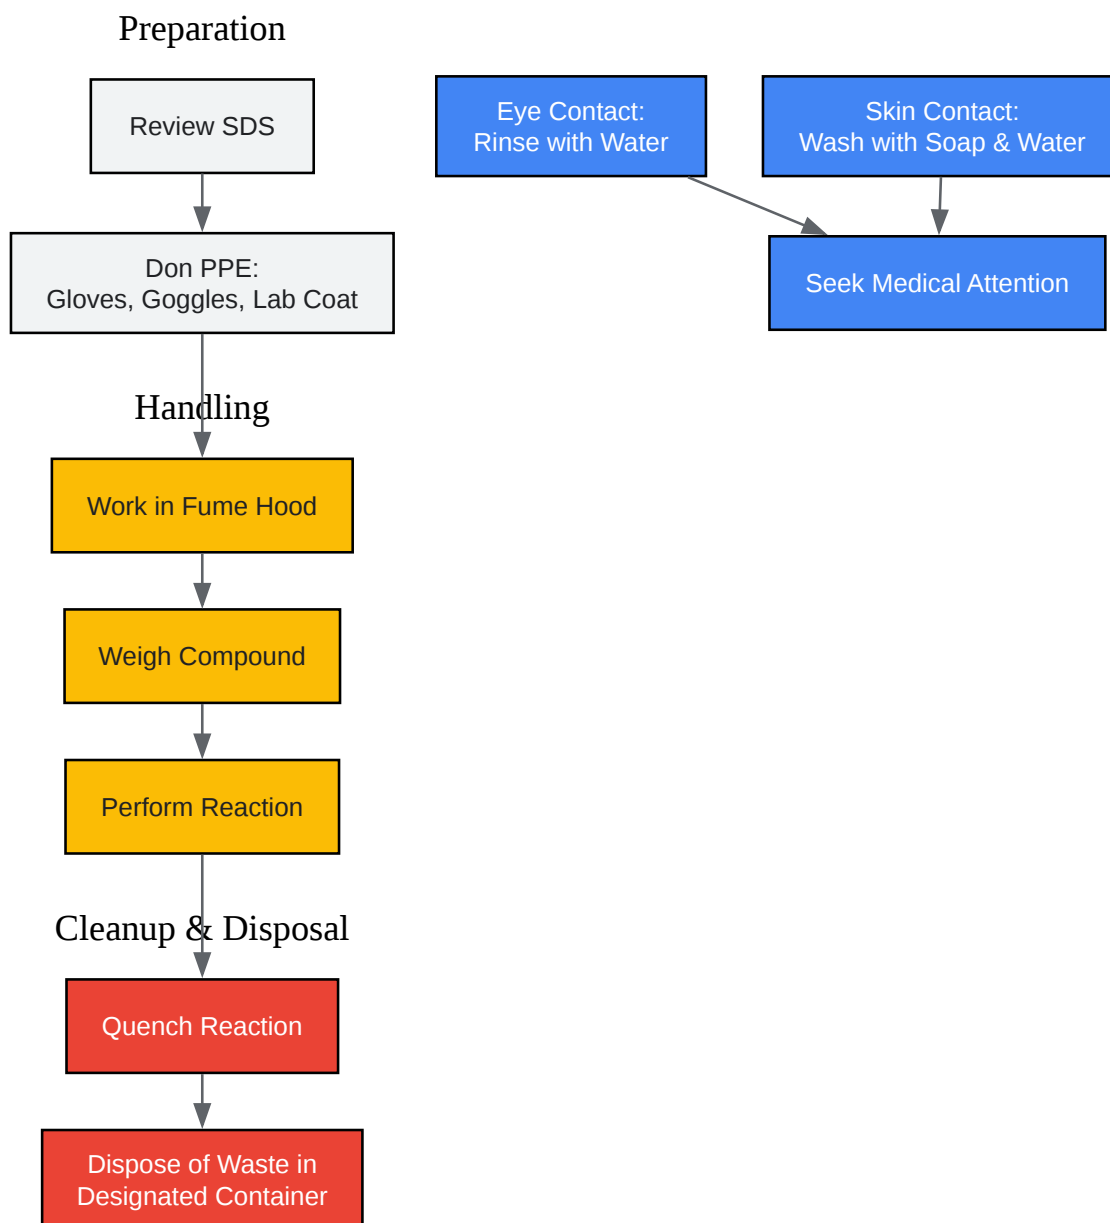 Preparation
Review SDS
Don PPE:
Gloves, Goggles, Lab Coat
Handling
Work in Fume Hood
Weigh Compound
Perform Reaction
Cleanup & Disposal
Quench Reaction
Dispose of Waste in
Designated Container
Eye Contact:
Rinse with Water
Skin Contact:
Wash with Soap & Water
Seek Medical Attention